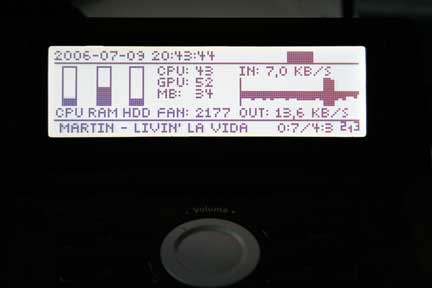 2006-07-09 20:43:44
CPU: 43 IN: 7,0 KB/S
GPU: 52
MB: 34
CPU RAM HDD FAN: 2177 OUT: 13,6 KB/S
MARTIN - LIVIN' LA VIDA 0:7/4:3
Volume